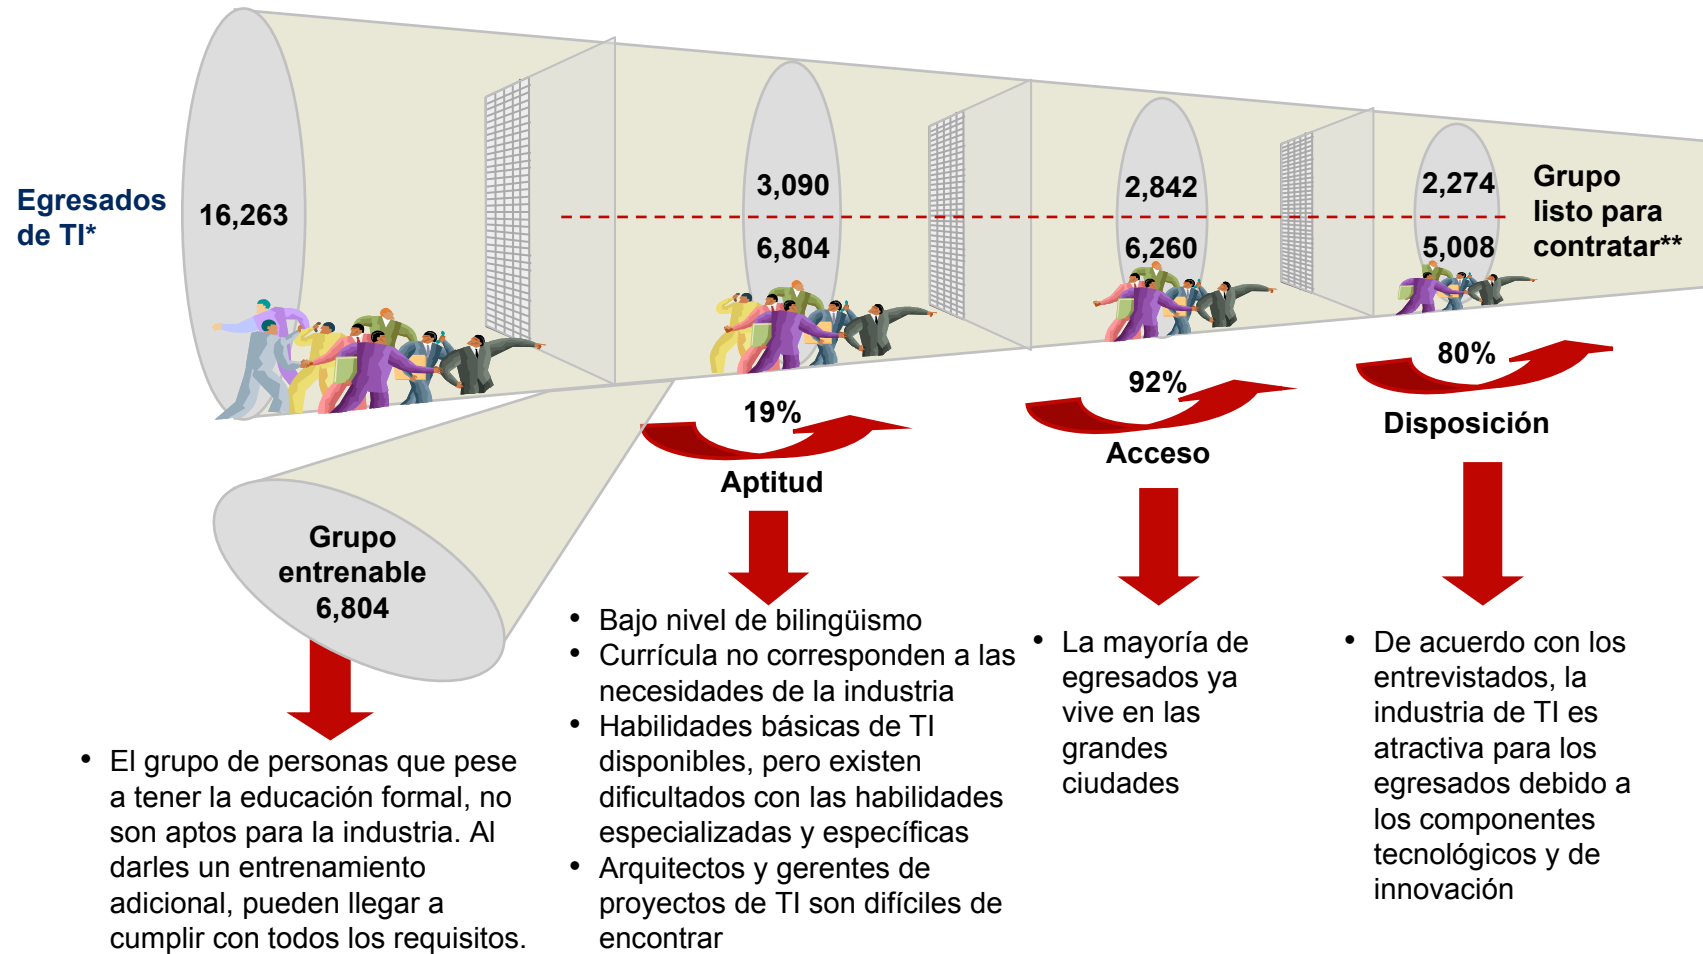 Egresados
de TI*
16,263
3,090
6,804
2,842
6,260
2,274
5,008
Grupo
listo para
contratar**
19%
Aptitud
92%
Acceso
80%
Disposición
Grupo
entrenable
6,804
• El grupo de personas que pese
a tener la educación formal, no
son aptos para la industria. Al
darles un entrenamiento
adicional, pueden llegar a
cumplir con todos los requisitos.
• Bajo nivel de bilingüismo
• Currícula no corresponden a las
necesidades de la industria
• Habilidades básicas de TI
disponibles, pero existen
dificultados con las habilidades
especializadas y específicas
• Arquitectos y gerentes de
proyectos de TI son difíciles de
encontrar
• La mayoría de
egresados ya
vive en las
grandes
ciudades
• De acuerdo con los
entrevistados, la
industria de TI es
atractiva para los
egresados debido a
los componentes
tecnológicos y de
innovación